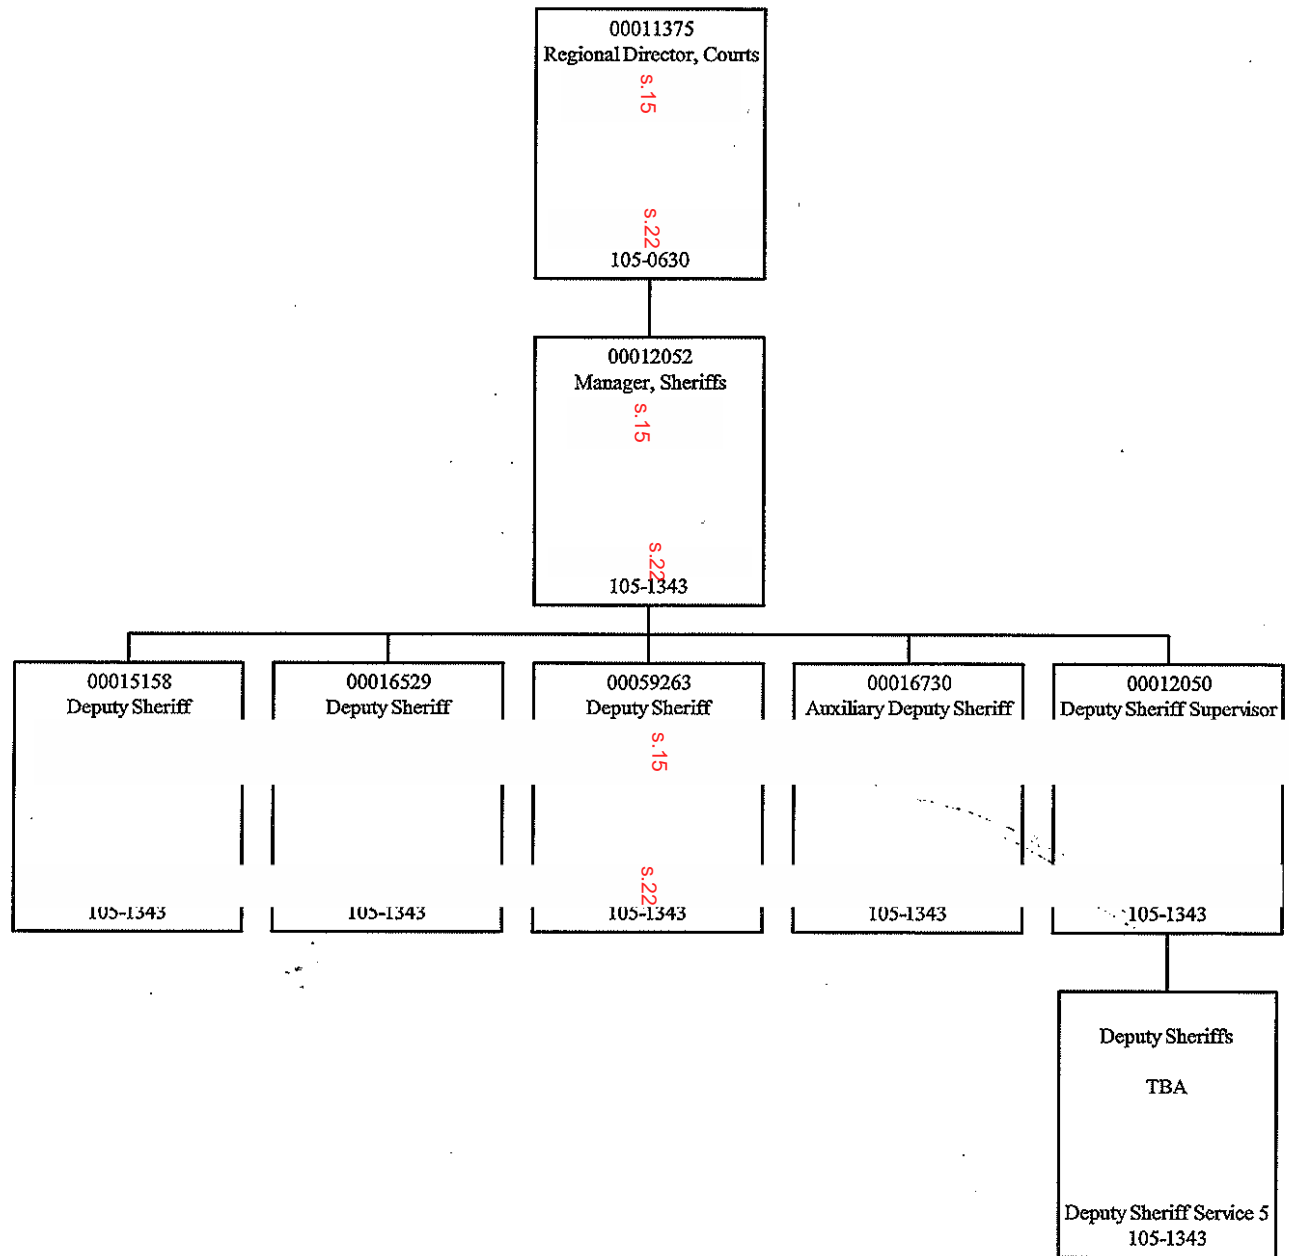 00011375
Regional Director, Courts
s.15
s.22
105-0630
00012052
Manager, Sheriffs
s.15
s.22
105-1343
00015158
Deputy Sheriff
105-1343
00016529
Deputy Sheriff
105-1343
00059263
Deputy Sheriff
s.15
s.22
105-1343
00016730
Auxiliary Deputy Sheriff
105-1343
00012050
Deputy Sheriff Supervisor
105-1343
Deputy Sheriffs
TBA
Deputy Sheriff Service 5
105-1343